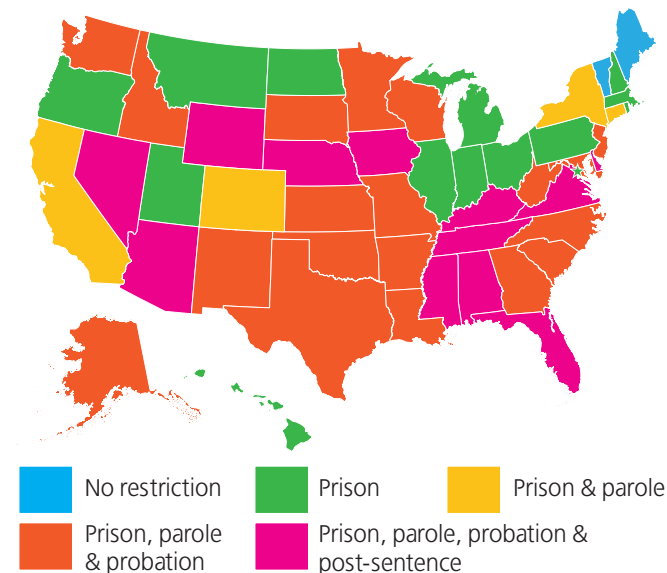 No restriction
Prison
Prison & parole
Prison, parole
& probation
Prison, parole, probation &
post-sentence